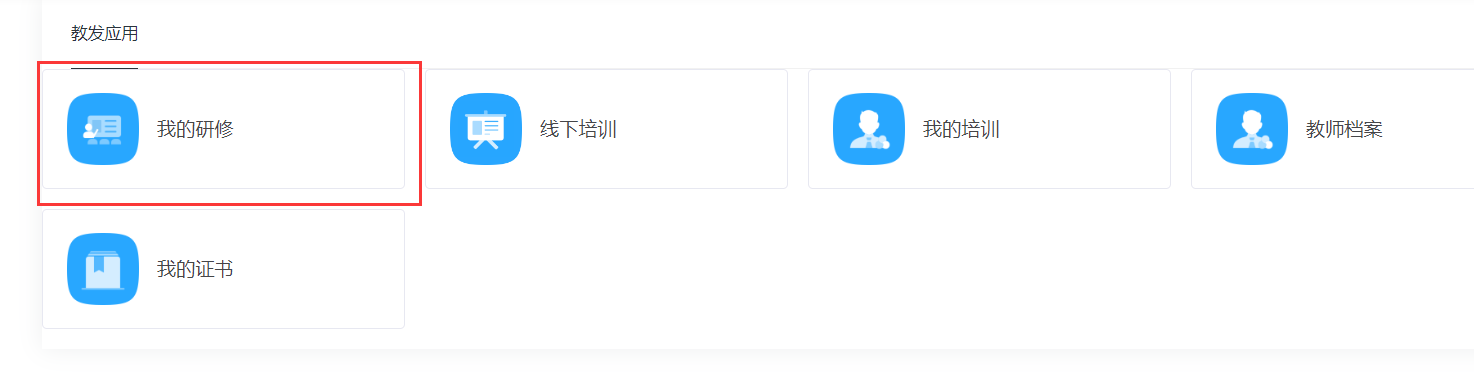 教发应用
我的研修
线下培训
我的培训
教师档案
我的证书